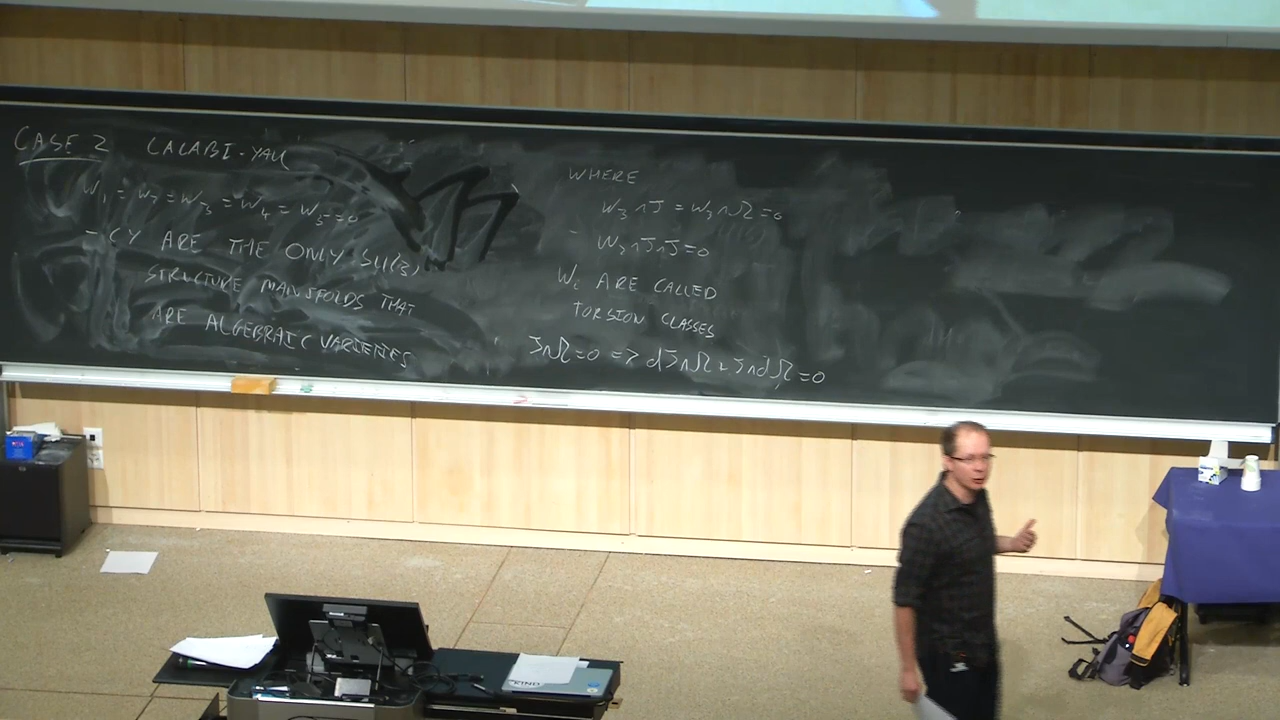 CASE 2 CALABI-YAU
W₁ = W₂ = W₃ = W₄ = W₅ = 0
- CY ARE THE ONLY SU(3)
STRUCTURE MANIFOLDS THAT
ARE ALGEBRAIC VARIETIES
WHERE
W₃∧J = W₃∧Ω = 0
W₂∧J∧J = 0
Wᵢ ARE CALLED
TORSION CLASSES
J∧Ω = 0 => dJ∧Ω + J∧dΩ = 0